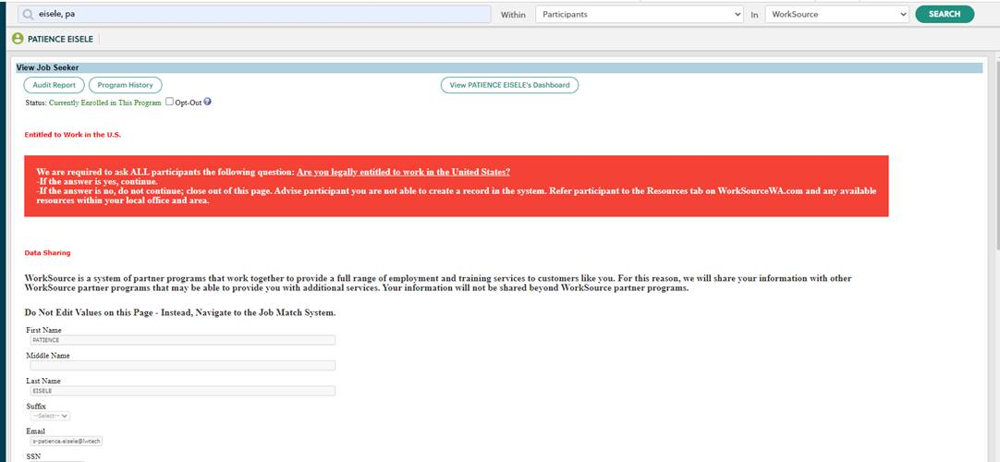 eisele, pa Within Participants In WorkSource SEARCH
PATIENCE EISELE
View Job Seeker
Audit Report Program History View PATIENCE EISELE's Dashboard
Status: Currently Enrolled in This Program Opt-Out ?
Entitled to Work in the U.S.
We are required to ask ALL participants the following question: Are you legally entitled to work in the United States?
-If the answer is yes, continue.
-If the answer is no, do not continue; close out of this page. Advise participant you are not able to create a record in the system. Refer participant to the Resources tab on WorkSourceWA.com and any available
resources within your local office and area.
Data Sharing
WorkSource is a system of partner programs that work together to provide a full range of employment and training services to customers like you. For this reason, we will share your information with other
WorkSource partner programs that may be able to provide you with additional services. Your information will not be shared beyond WorkSource partner programs.
Do Not Edit Values on this Page - Instead, Navigate to the Job Match System.
First Name
PATIENCE
Middle Name
Last Name
EISELE
Suffix
--Select--
Email
s-patience.eisele@lwtech
SSN